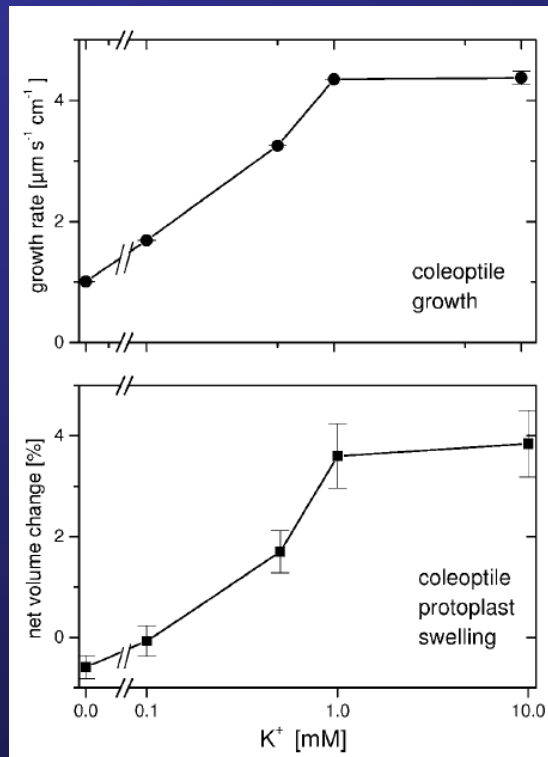 growth rate [µm s⁻¹ cm⁻¹]
4
2
0
coleoptile
growth
net volume change [%]
4
2
0
coleoptile
protoplast
swelling
0.0 0.1 1.0 10.0
K⁺ [mM]